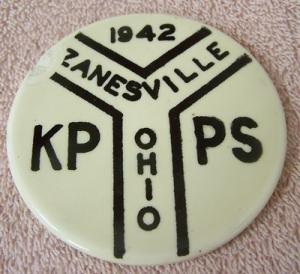 1942
ZANESVILLE
KP OHIO PS